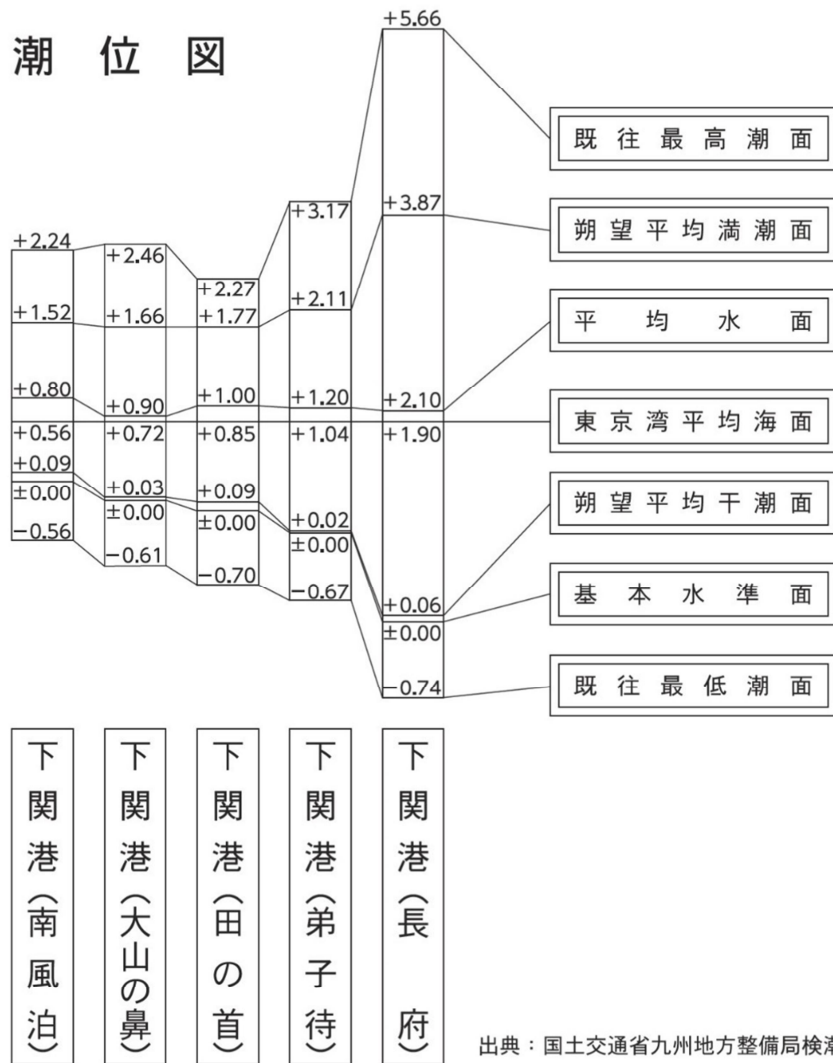 潮位図
+5.66
+3.87
+2.10
+1.90
+0.06
±0.00
−0.74
+3.17
+2.11
+1.20
+1.04
+0.02
±0.00
−0.67
+2.27
+1.77
+1.00
+0.85
+0.09
±0.00
−0.70
+2.46
+1.66
+0.90
+0.72
+0.03
±0.00
−0.61
+2.24
+1.52
+0.80
+0.56
+0.09
±0.00
−0.56
既往最高潮面
朔望平均満潮面
平均水面
東京湾平均海面
朔望平均干潮面
基本水準面
既往最低潮面
下関港(南風泊)
下関港(大山の鼻)
下関港(田の首)
下関港(弟子待)
下関港(長府)
出典:国土交通省九州地方整備局検